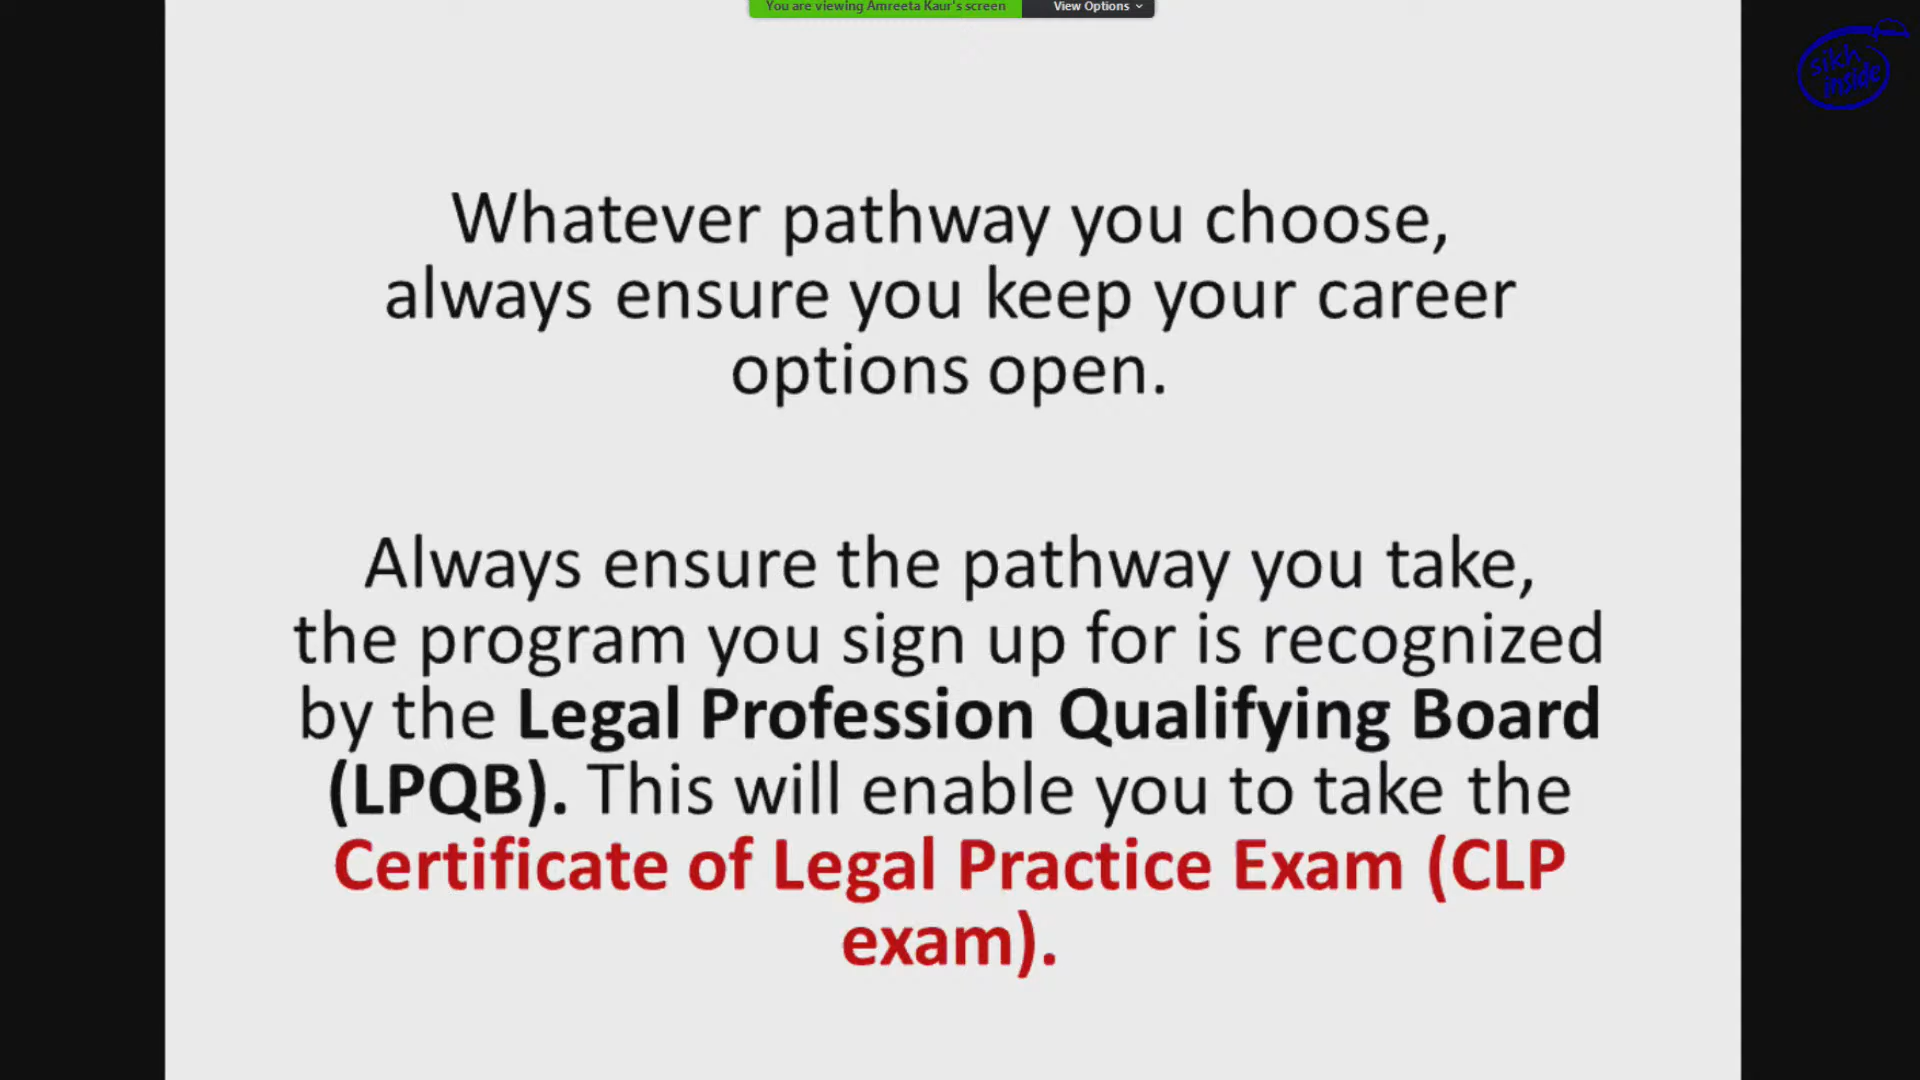 You are viewing Amreeta Kaur's screen
View Options
sikh
inside
Whatever pathway you choose,
always ensure you keep your career
options open.
Always ensure the pathway you take,
the program you sign up for is recognized
by the Legal Profession Qualifying Board
(LPQB). This will enable you to take the
Certificate of Legal Practice Exam (CLP
exam).